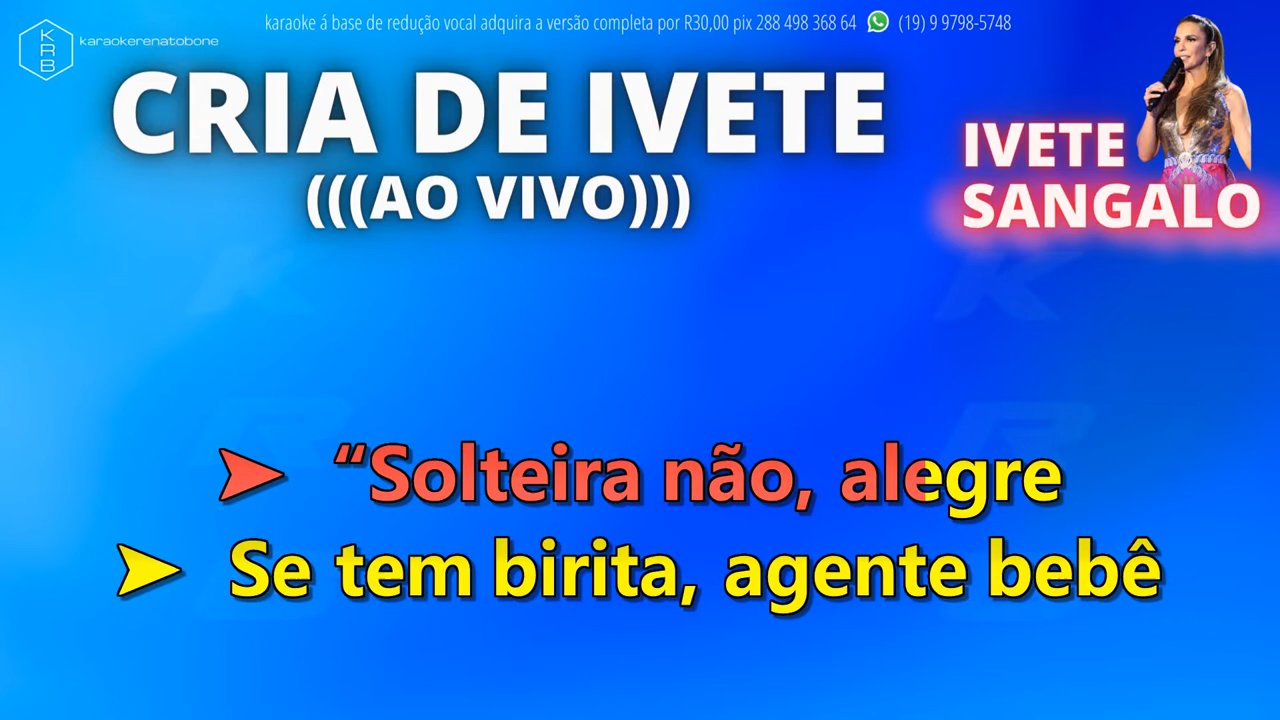 karaoke á base de redução vocal adquira a versão completa por R30,00 pix 288 498 368 64 (19) 9 9798-5748
KRB
karaokerenatobone
CRIA DE IVETE
(((AO VIVO)))
IVETE
SANGALO
K
K
R
R
B
➤ “Solteira não, alegre
➤ Se tem birita, agente bebê